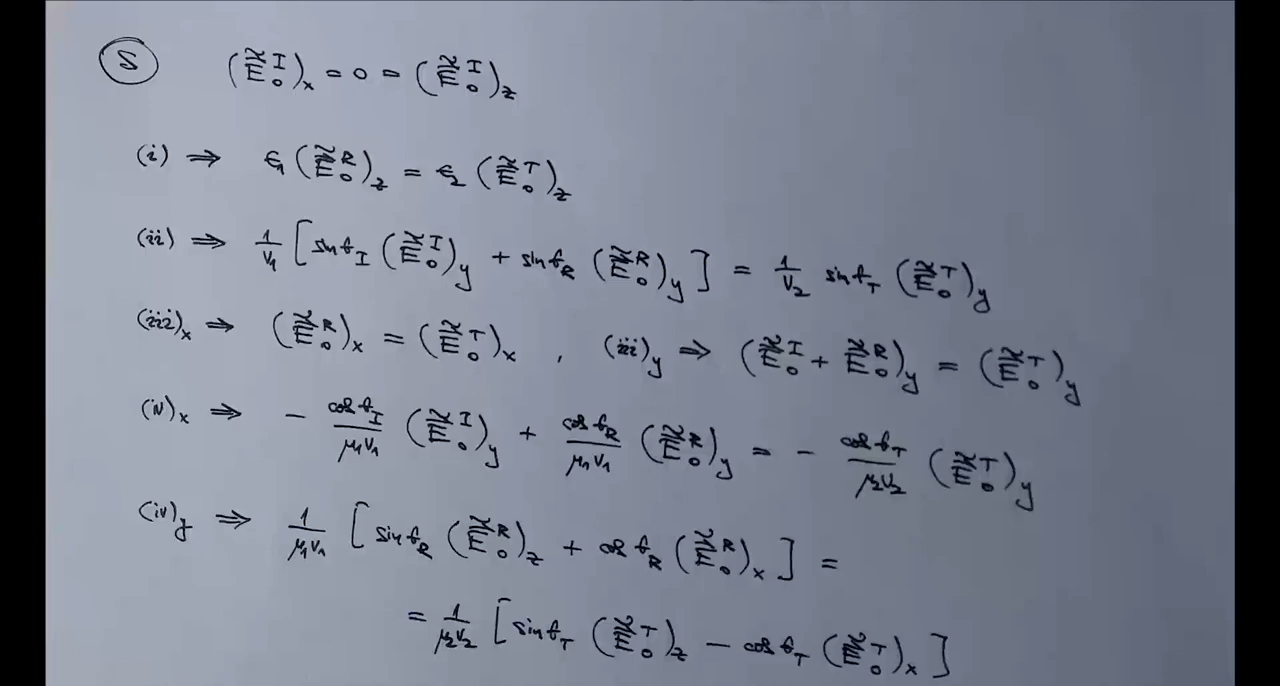 Ⓢ (Ẽ₀ᴵ)ₓ = 0 = (Ẽ₀ᴵ)_z
(i) ⇒ ε₁ (Ẽ₀ᴿ)_z = ε₂ (Ẽ₀ᵀ)_z
(ii) ⇒ 1/v₁ [sin θ_I (Ẽ₀ᴵ)_y + sin θ_R (Ẽ₀ᴿ)_y] = 1/v₂ sin θ_T (Ẽ₀ᵀ)_y
(iii)ₓ ⇒ (Ẽ₀ᴿ)ₓ = (Ẽ₀ᵀ)ₓ , (iii)_y ⇒ (Ẽ₀ᴵ + Ẽ₀ᴿ)_y = (Ẽ₀ᵀ)_y
(iv)ₓ ⇒ - cos θ_I/μ₁v₁ (Ẽ₀ᴵ)_y + cos θ_R/μ₁v₁ (Ẽ₀ᴿ)_y = - cos θ_T/μ₂v₂ (Ẽ₀ᵀ)_y
(iv)_y ⇒ 1/μ₁v₁ [sin θ_R (Ẽ₀ᴿ)_z + cos θ_R (Ẽ₀ᴿ)ₓ] =
= 1/μ₂v₂ [sin θ_T (Ẽ₀ᵀ)_z - cos θ_T (Ẽ₀ᵀ)ₓ]